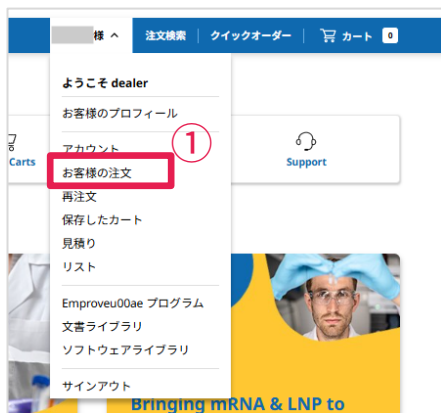 様 へ 注文検索 クイックオーダー カート 0
ようこそ dealer
お客様のプロフィール
アカウント
①
お客様の注文
再注文
保存したカート
見積り
リスト
Emproveu00ae プログラム
文書ライブラリ
ソフトウェアライブラリ
サインアウト
Carts
Support
Bringing mRNA & LNP to